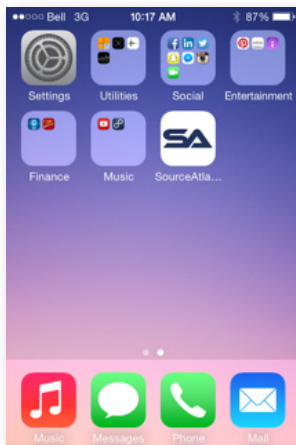 Bell 3G 10:17 AM 87%
Settings Utilities Social Entertainment
SA
Finance Music SourceAtla...
Music Messages Phone Mail